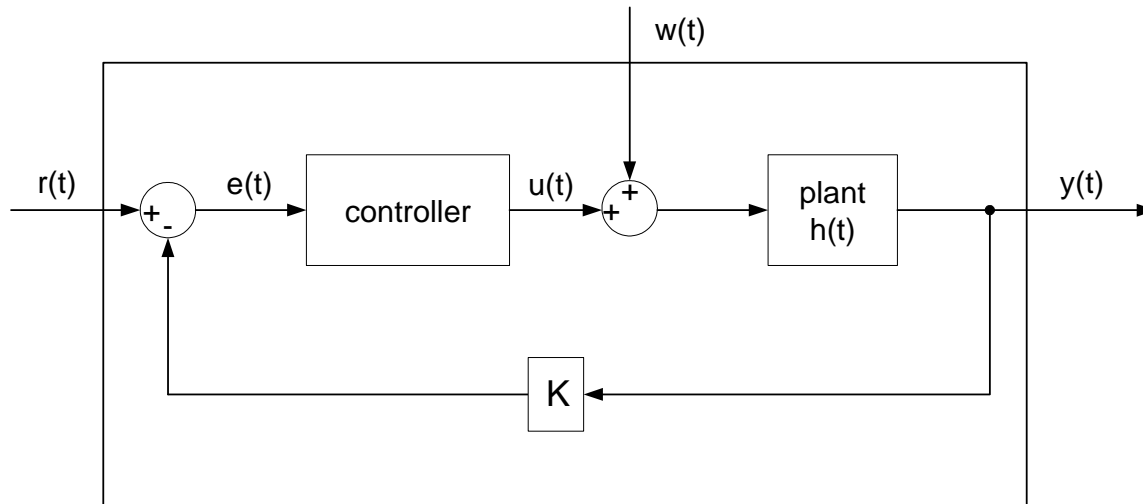 w(t)
r(t)
e(t)
controller
u(t)
plant
h(t)
y(t)
+
-
+
+
K